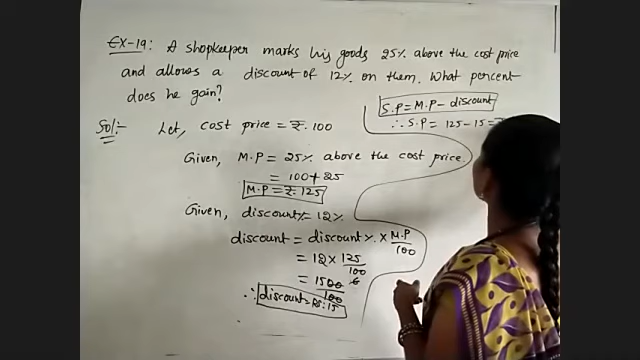 Ex-19: A shopkeeper marks his goods 25% above the cost price
and allows a discount of 12% on them. What percent
does he gain?
Sol:- Let, cost price = ₹.100
Given, M.P = 25% above the cost price.
= 100+25
M.P = ₹.125
Given, discount% = 12%
discount = discount% × M.P/100
= 12 × 125/100
= 1500/100
∴ discount = Rs.15
S.P = M.P - discount
∴ S.P = 125-15 =